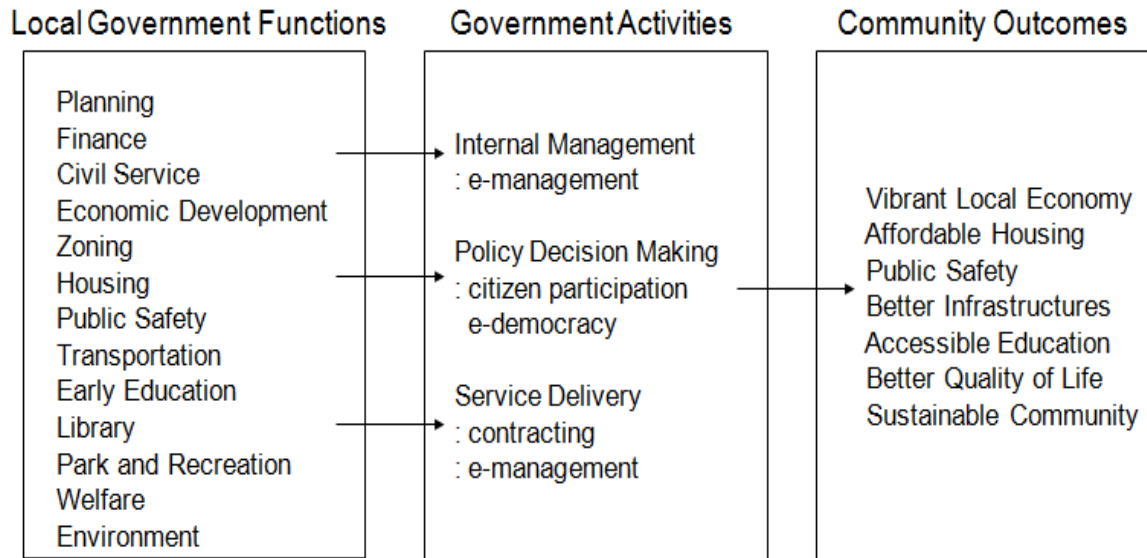 Local Government Functions
Planning
Finance
Civil Service
Economic Development
Zoning
Housing
Public Safety
Transportation
Early Education
Library
Park and Recreation
Welfare
Environment
Government Activities
Internal Management
: e-management
Policy Decision Making
: citizen participation
e-democracy
Service Delivery
: contracting
: e-management
Community Outcomes
Vibrant Local Economy
Affordable Housing
Public Safety
Better Infrastructures
Accessible Education
Better Quality of Life
Sustainable Community